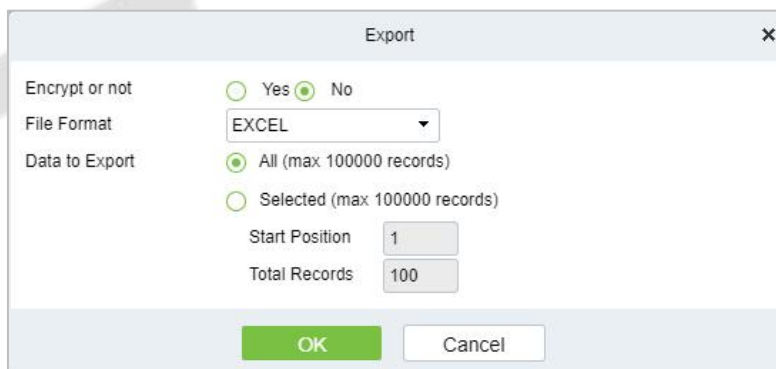 Export
Encrypt or not Yes No
File Format EXCEL
Data to Export All (max 100000 records)
Selected (max 100000 records)
Start Position 1
Total Records 100
OK Cancel